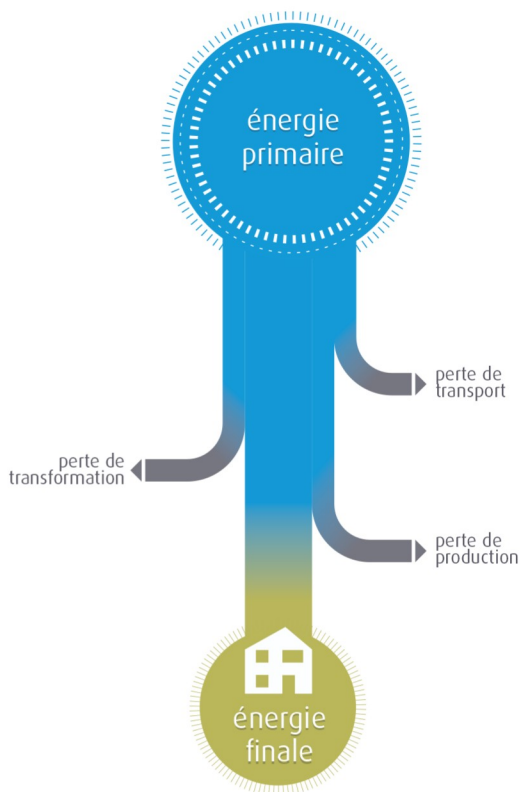 énergie
primaire
perte de
transport
perte de
transformation
perte de
production
énergie
finale